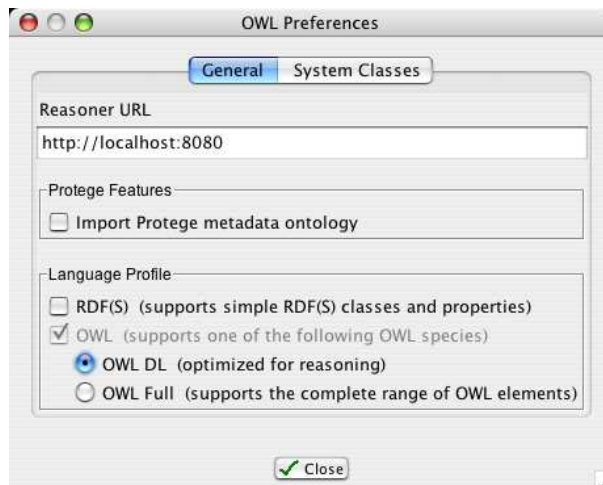 OWL Preferences
General System Classes
Reasoner URL
http://localhost:8080
Protege Features
Import Protege metadata ontology
Language Profile
RDF(S) (supports simple RDF(S) classes and properties)
OWL (supports one of the following OWL species)
OWL DL (optimized for reasoning)
OWL Full (supports the complete range of OWL elements)
Close